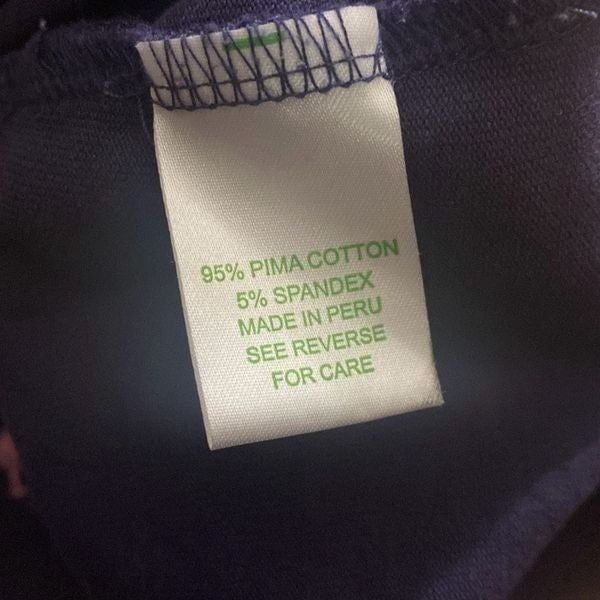 95% PIMA COTTON
5% SPANDEX
MADE IN PERU
SEE REVERSE
FOR CARE